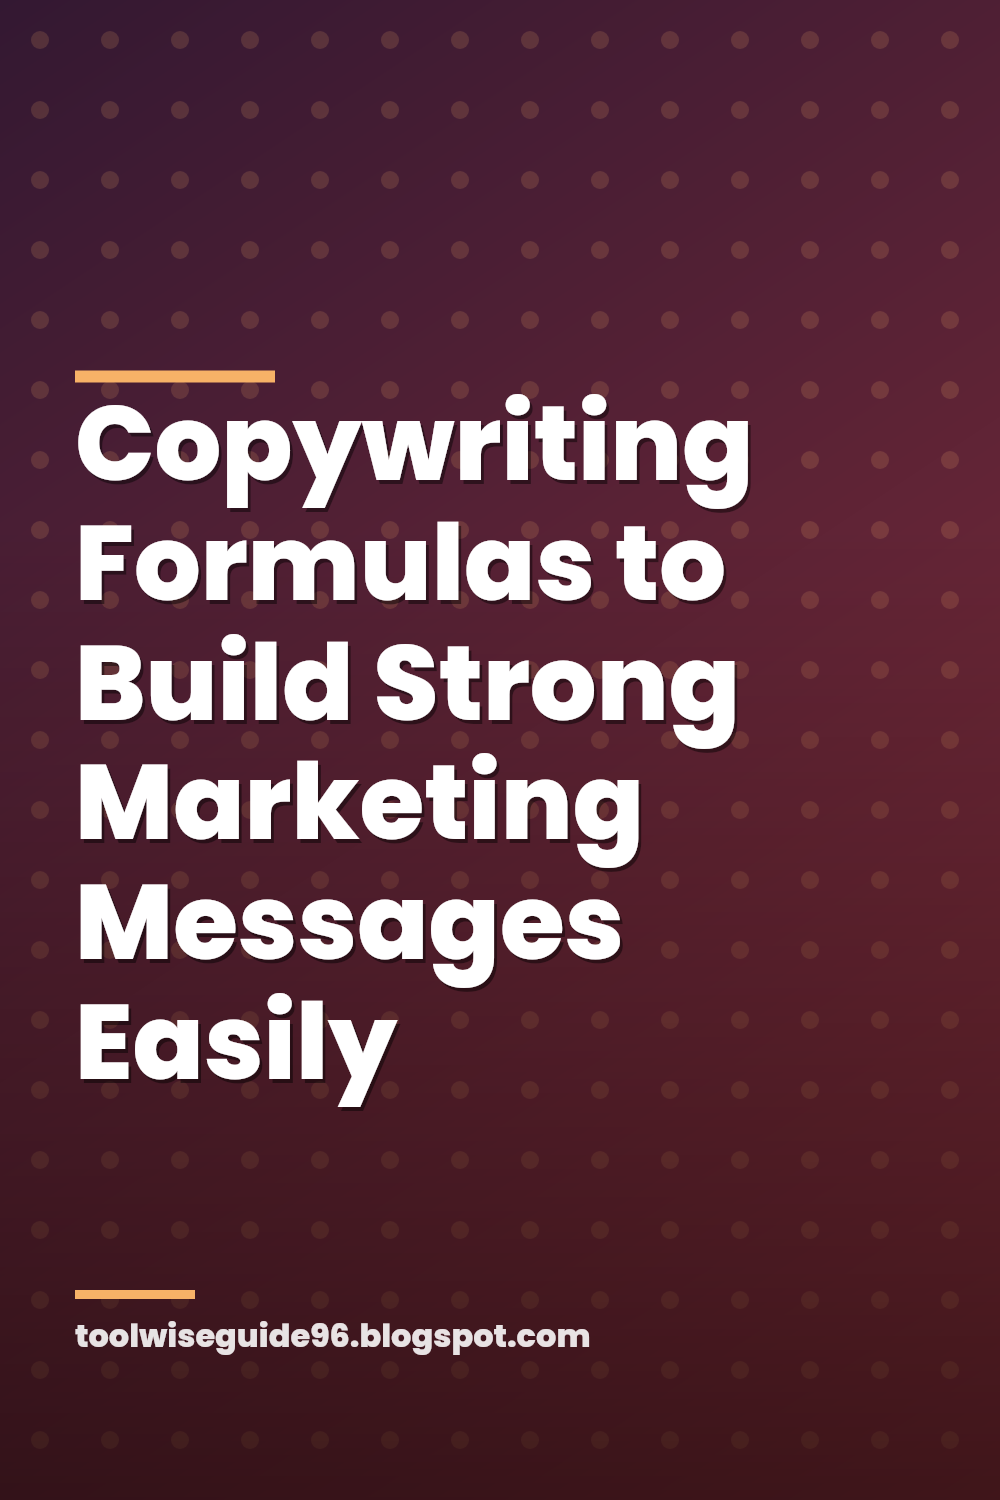 Copywriting
Formulas to
Build Strong
Marketing
Messages
Easily
toolwiseguide96.blogspot.com